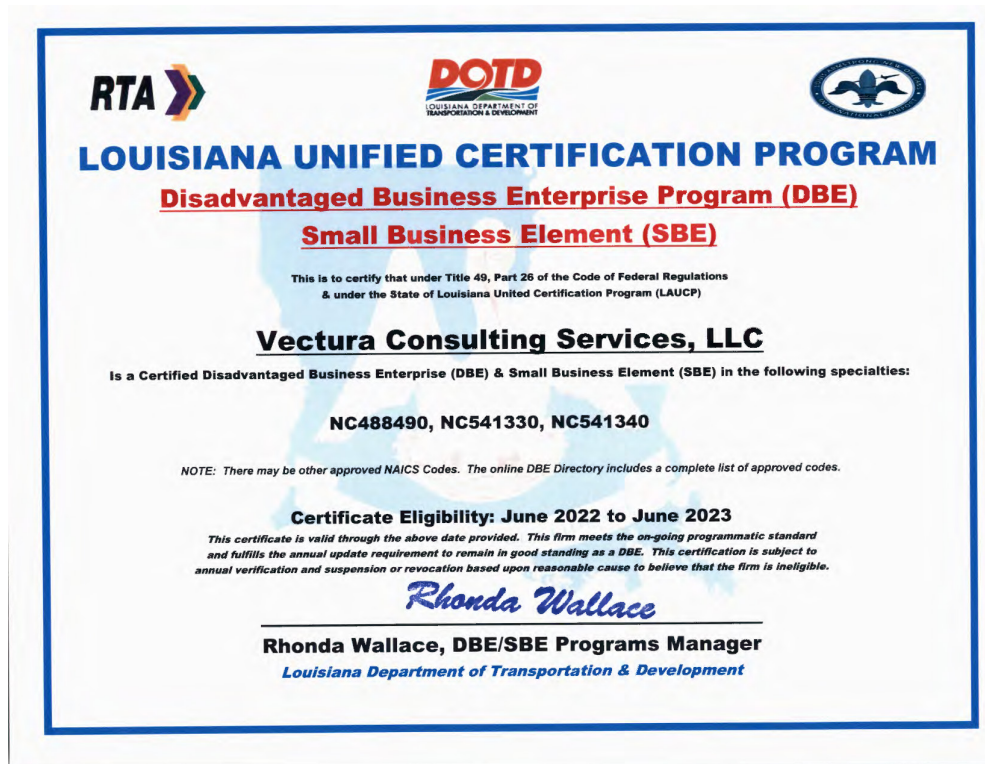 RTA
DOTD
LOUISIANA DEPARTMENT OF
TRANSPORTATION & DEVELOPMENT
LOUISIANA UNIFIED CERTIFICATION PROGRAM
Disadvantaged Business Enterprise Program (DBE)
Small Business Element (SBE)
This is to certify that under Title 49, Part 26 of the Code of Federal Regulations
& under the State of Louisiana United Certification Program (LAUCP)
Vectura Consulting Services, LLC
Is a Certified Disadvantaged Business Enterprise (DBE) & Small Business Element (SBE) in the following specialties:
NC488490, NC541330, NC541340
NOTE: There may be other approved NAICS Codes. The online DBE Directory includes a complete list of approved codes.
Certificate Eligibility: June 2022 to June 2023
This certificate is valid through the above date provided. This firm meets the on-going programmatic standard
and fulfills the annual update requirement to remain in good standing as a DBE. This certification is subject to
annual verification and suspension or revocation based upon reasonable cause to believe that the firm is ineligible.
Rhonda Wallace
Rhonda Wallace, DBE/SBE Programs Manager
Louisiana Department of Transportation & Development